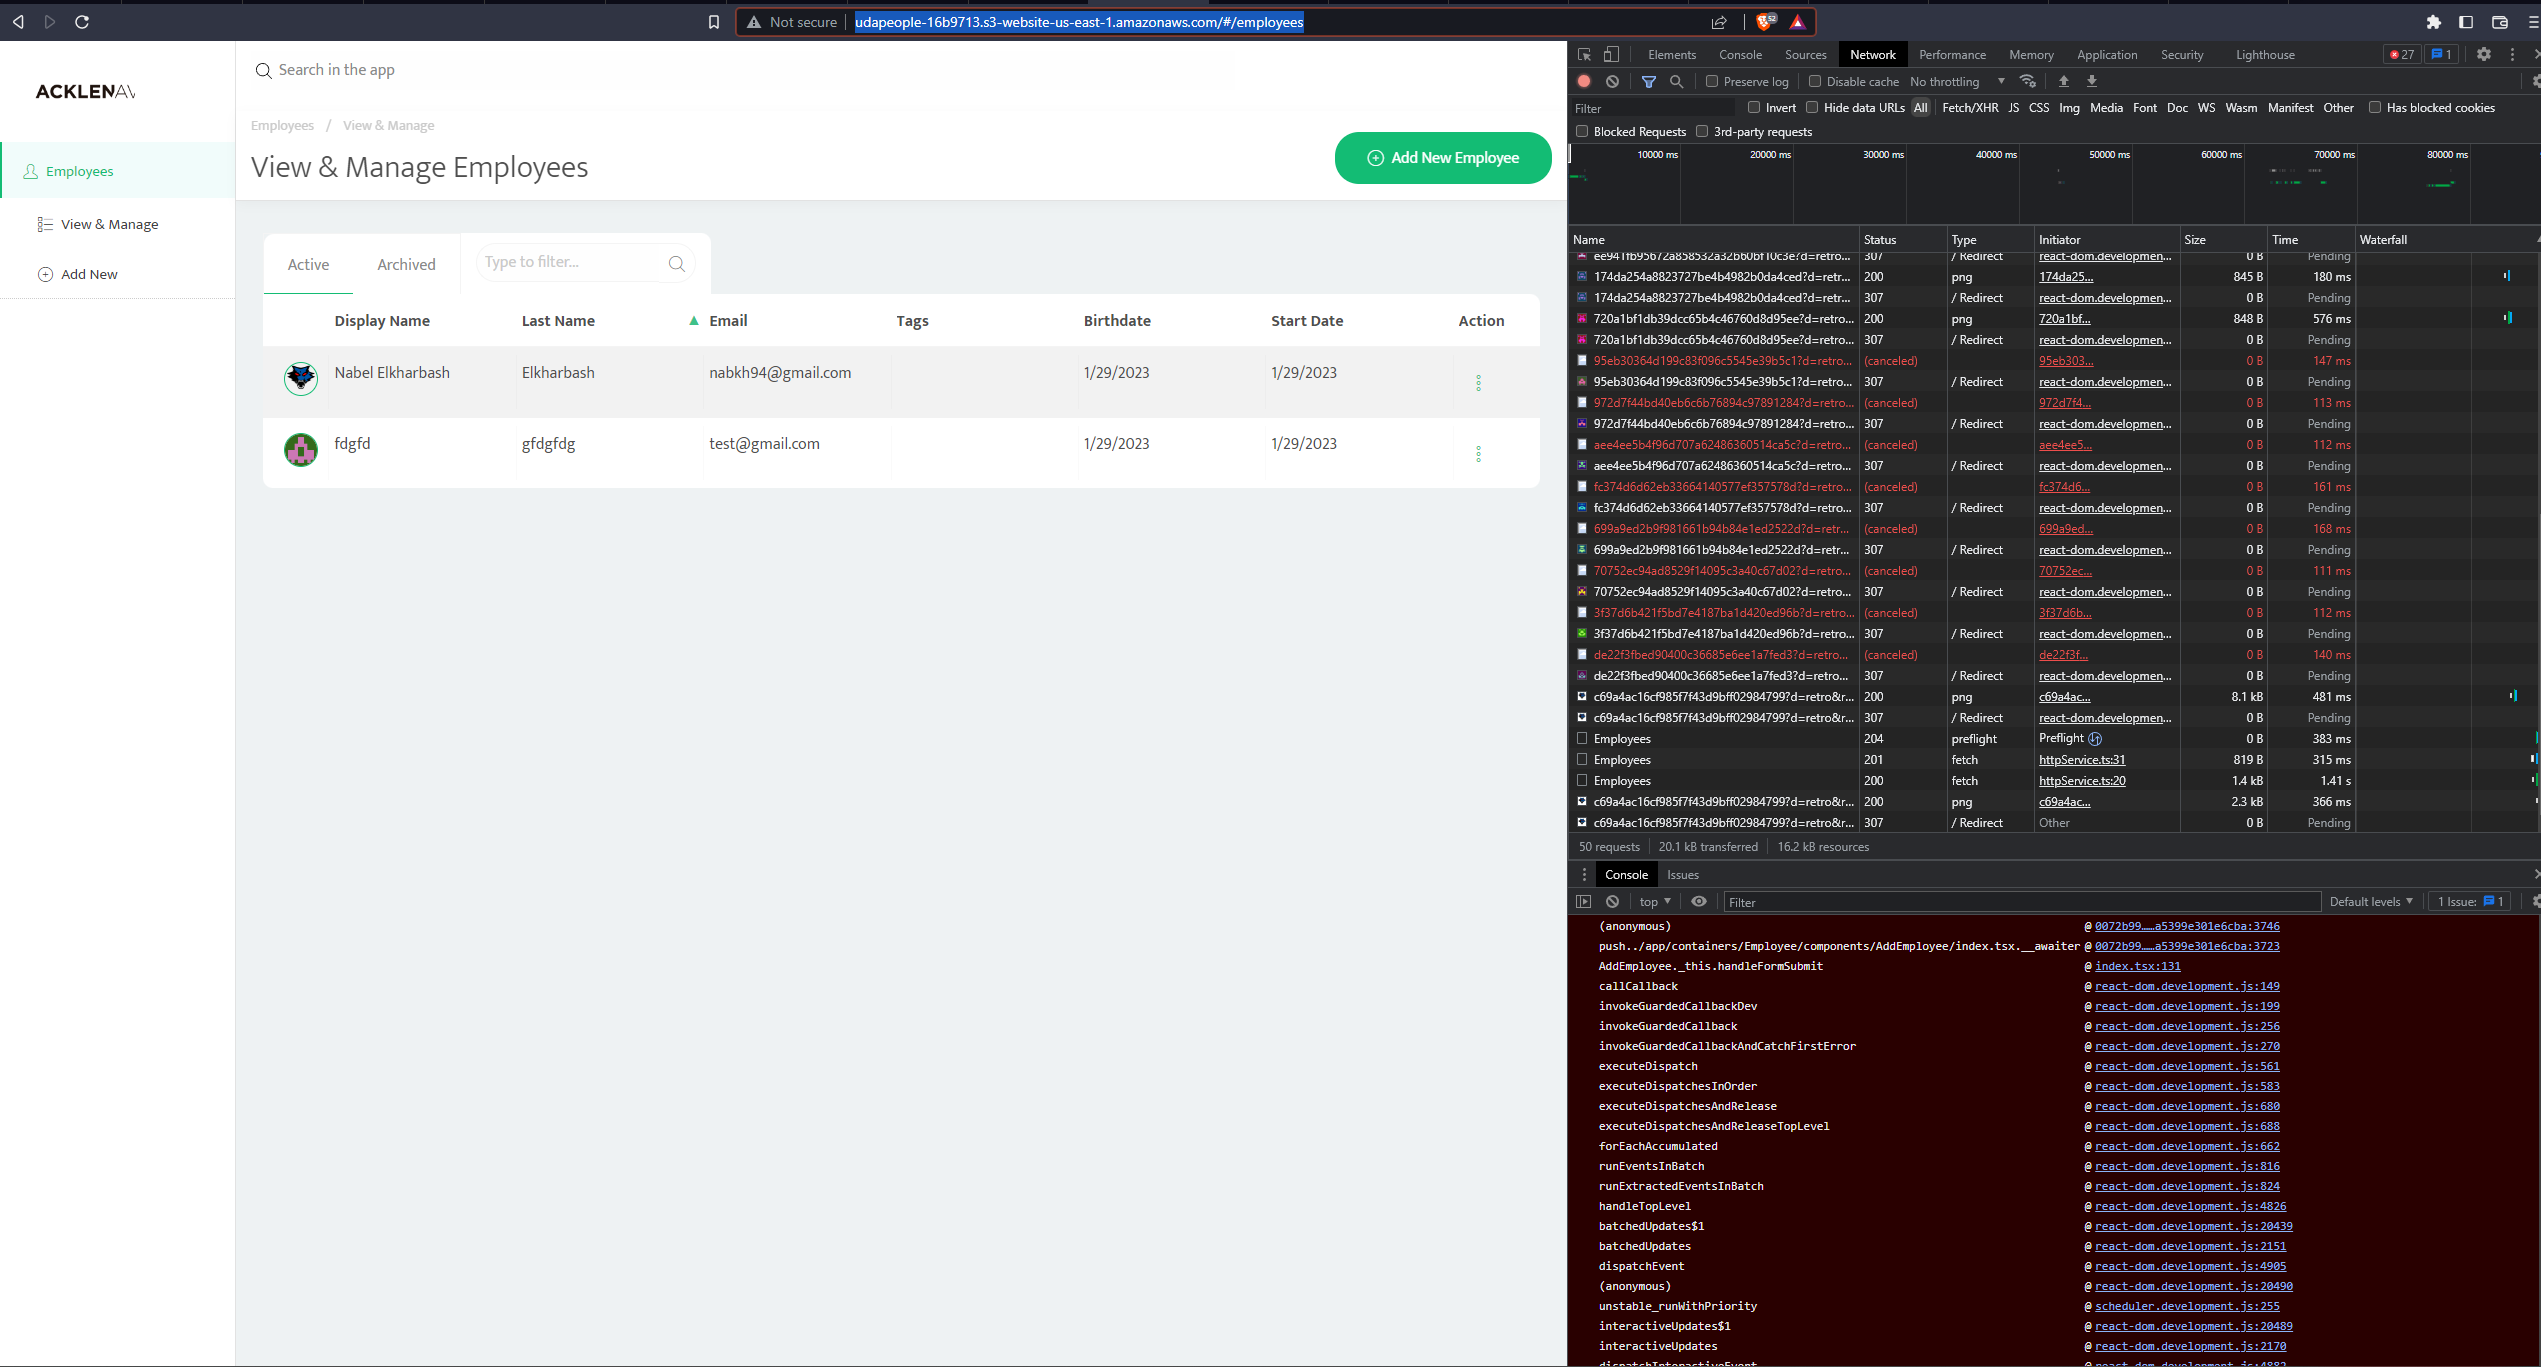 Not secure
udapeople-16b9713.s3-website-us-east-1.amazonaws.com/#/employees
52
ACKLENAV
Search in the app
Employees / View & Manage
View & Manage Employees
Add New Employee
Employees
View & Manage
Add New
Active Archived Type to filter...
Display Name Last Name Email Tags Birthdate Start Date Action
Nabel Elkharbash Elkharbash nabkh94@gmail.com 1/29/2023 1/29/2023
fdgfd gfdgfdg test@gmail.com 1/29/2023 1/29/2023
Elements Console Sources Network Performance Memory Application Security Lighthouse 27 1
Preserve log Disable cache No throttling
Filter Invert Hide data URLs All Fetch/XHR JS CSS Img Media Font Doc WS Wasm Manifest Other Has blocked cookies
Blocked Requests 3rd-party requests
10000 ms 20000 ms 30000 ms 40000 ms 50000 ms 60000 ms 70000 ms 80000 ms
Name Status Type Initiator Size Time Waterfall
ee941fb95672a858532a32b60bf10c3e?d=retro... 307 / Redirect react-dom.developmen... 0 B Pending
174da254a8823727be4b4982b0da4ced?d=retro... 200 png 174da25... 845 B 180 ms
174da254a8823727be4b4982b0da4ced?d=retro... 307 / Redirect react-dom.developmen... 0 B Pending
720a1bf1db39dcc65b4c46760d8d95ee?d=retro... 200 png 720a1bf... 848 B 576 ms
720a1bf1db39dcc65b4c46760d8d95ee?d=retro... 307 / Redirect react-dom.developmen... 0 B Pending
95eb30364d199c83f096c5545e39b5c1?d=retro... (canceled) 95eb303... 0 B 147 ms
95eb30364d199c83f096c5545e39b5c1?d=retro... 307 / Redirect react-dom.developmen... 0 B Pending
972d7f44bd40eb6c6b76894c97891284?d=retro... (canceled) 972d7f4... 0 B 113 ms
972d7f44bd40eb6c6b76894c97891284?d=retro... 307 / Redirect react-dom.developmen... 0 B Pending
aee4ee5b4f96d707a62486360514ca5c?d=retro... (canceled) aee4ee5... 0 B 112 ms
aee4ee5b4f96d707a62486360514ca5c?d=retro... 307 / Redirect react-dom.developmen... 0 B Pending
fc374d6d62eb33664140577ef357578d?d=retro... (canceled) fc374d6... 0 B 161 ms
fc374d6d62eb33664140577ef357578d?d=retro... 307 / Redirect react-dom.developmen... 0 B Pending
699a9ed2b9f981661b94b84e1ed2522d?d=retr... (canceled) 699a9ed... 0 B 168 ms
699a9ed2b9f981661b94b84e1ed2522d?d=retr... 307 / Redirect react-dom.developmen... 0 B Pending
70752ec94ad8529f14095c3a40c67d02?d=retro... (canceled) 70752ec... 0 B 111 ms
70752ec94ad8529f14095c3a40c67d02?d=retro... 307 / Redirect react-dom.developmen... 0 B Pending
3f37d6b421f5bd7e4187ba1d420ed96b?d=retro... (canceled) 3f37d6b... 0 B 112 ms
3f37d6b421f5bd7e4187ba1d420ed96b?d=retro... 307 / Redirect react-dom.developmen... 0 B Pending
de22f3fbed90400c36685e6ee1a7fed3?d=retro... (canceled) de22f3f... 0 B 140 ms
de22f3fbed90400c36685e6ee1a7fed3?d=retro... 307 / Redirect react-dom.developmen... 0 B Pending
c69a4ac16cf985f7f43d9bff02984799?d=retro&r... 200 png c69a4ac... 8.1 kB 481 ms
c69a4ac16cf985f7f43d9bff02984799?d=retro&r... 307 / Redirect react-dom.developmen... 0 B Pending
Employees 204 preflight Preflight 0 B 383 ms
Employees 201 fetch httpService.ts:31 819 B 315 ms
Employees 200 fetch httpService.ts:20 1.4 kB 1.41 s
c69a4ac16cf985f7f43d9bff02984799?d=retro&r... 200 png c69a4ac... 2.3 kB 366 ms
c69a4ac16cf985f7f43d9bff02984799?d=retro&r... 307 / Redirect Other 0 B Pending
50 requests 20.1 kB transferred 16.2 kB resources
Console Issues
top Filter Default levels 1 Issue: 1
(anonymous) @ 0072b99……a5399e301e6cba:3746
push../app/containers/Employee/components/AddEmployee/index.tsx.__awaiter @ 0072b99……a5399e301e6cba:3723
AddEmployee._this.handleFormSubmit @ index.tsx:131
callCallback @ react-dom.development.js:149
invokeGuardedCallbackDev @ react-dom.development.js:199
invokeGuardedCallback @ react-dom.development.js:256
invokeGuardedCallbackAndCatchFirstError @ react-dom.development.js:270
executeDispatch @ react-dom.development.js:561
executeDispatchesInOrder @ react-dom.development.js:583
executeDispatchesAndRelease @ react-dom.development.js:680
executeDispatchesAndReleaseTopLevel @ react-dom.development.js:688
forEachAccumulated @ react-dom.development.js:662
runEventsInBatch @ react-dom.development.js:816
runExtractedEventsInBatch @ react-dom.development.js:824
handleTopLevel @ react-dom.development.js:4826
batchedUpdates$1 @ react-dom.development.js:20439
batchedUpdates @ react-dom.development.js:2151
dispatchEvent @ react-dom.development.js:4905
(anonymous) @ react-dom.development.js:20490
unstable_runWithPriority @ scheduler.development.js:255
interactiveUpdates$1 @ react-dom.development.js:20489
interactiveUpdates @ react-dom.development.js:2170
dispatchInteractiveEvent @ react-dom.development.js:4882